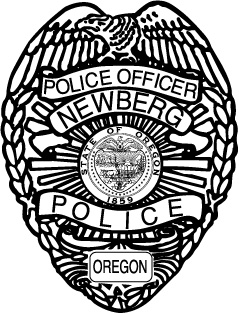 POLICE OFFICER
NEWBERG
STATE OF OREGON
1859
POLICE
OREGON